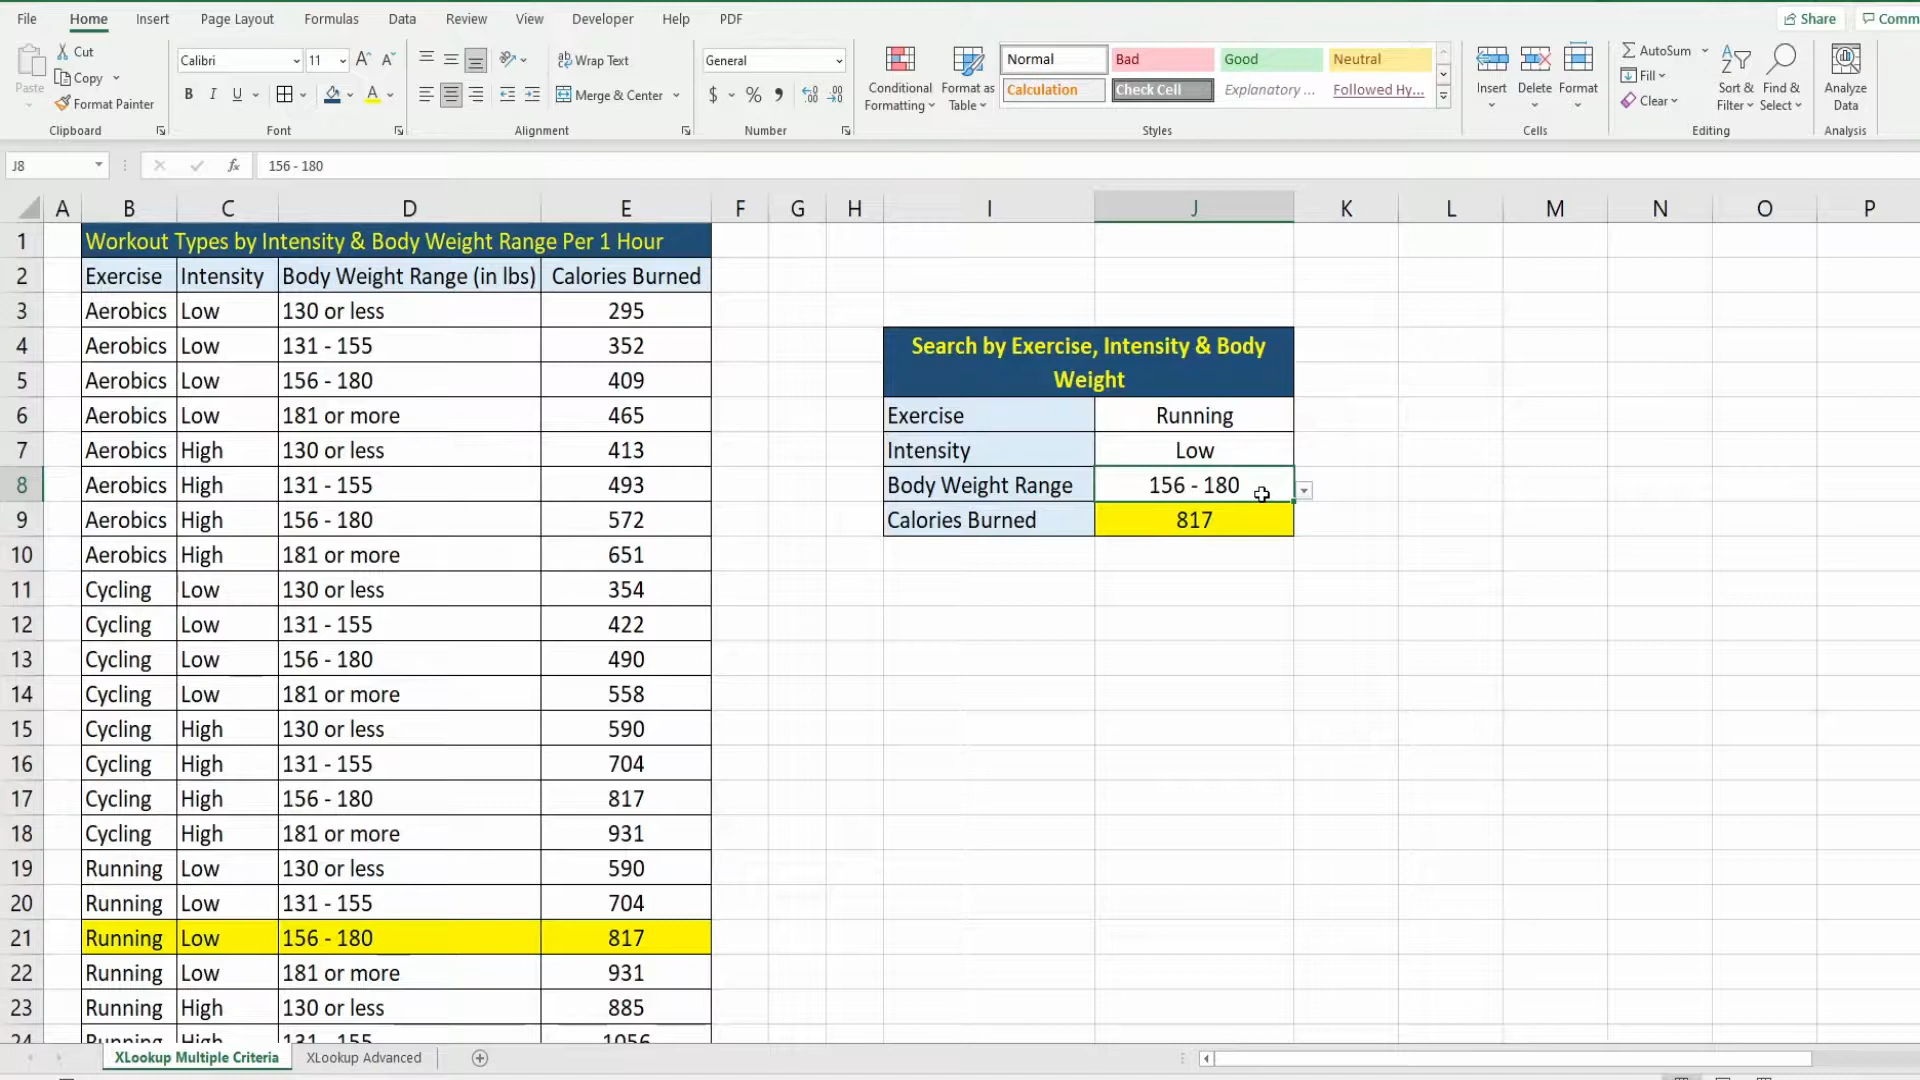 File Home Insert Page Layout Formulas Data Review View Developer Help PDF Share Comm
Cut
Copy
Format Painter
Paste
Clipboard
Calibri 11
B I U
Font
Wrap Text
Merge & Center
Alignment
General
$ % ,
Number
Conditional Formatting
Format as Table
Normal Bad Good Neutral
Calculation Check Cell Explanatory ... Followed Hy...
Styles
Insert Delete Format
Cells
AutoSum
Fill
Clear
Sort & Filter
Find & Select
Editing
Analyze Data
Analysis
J8 fx 156 - 180
A B C D E F G H I J K L M N O P
1 Workout Types by Intensity & Body Weight Range Per 1 Hour
2 Exercise Intensity Body Weight Range (in lbs) Calories Burned
3 Aerobics Low 130 or less 295
4 Aerobics Low 131 - 155 352
5 Aerobics Low 156 - 180 409
6 Aerobics Low 181 or more 465
7 Aerobics High 130 or less 413
8 Aerobics High 131 - 155 493
9 Aerobics High 156 - 180 572
10 Aerobics High 181 or more 651
11 Cycling Low 130 or less 354
12 Cycling Low 131 - 155 422
13 Cycling Low 156 - 180 490
14 Cycling Low 181 or more 558
15 Cycling High 130 or less 590
16 Cycling High 131 - 155 704
17 Cycling High 156 - 180 817
18 Cycling High 181 or more 931
19 Running Low 130 or less 590
20 Running Low 131 - 155 704
21 Running Low 156 - 180 817
22 Running Low 181 or more 931
23 Running High 130 or less 885
24 Running High 131 - 155 1056
Search by Exercise, Intensity & Body
Weight
Exercise Running
Intensity Low
Body Weight Range 156 - 180
Calories Burned 817
XLookup Multiple Criteria XLookup Advanced